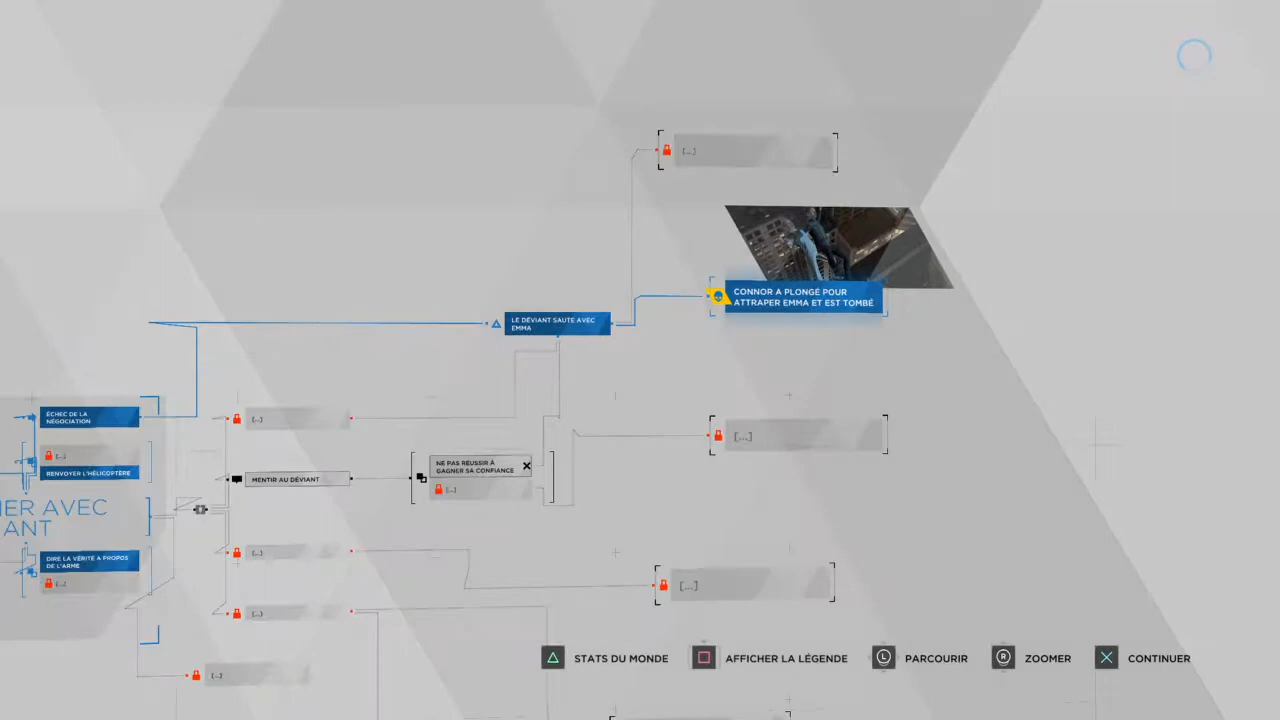 [...]
CONNOR A PLONGÉ POUR
ATTRAPER EMMA ET EST TOMBÉ
LE DÉVIANT SAUTE AVEC
EMMA
ÉCHEC DE LA
NÉGOCIATION
[...]
[...]
[...]
RENVOYER L'HÉLICOPTÈRE
NE PAS RÉUSSIR À
GAGNER SA CONFIANCE
[...]
MENTIR AU DÉVIANT
IER AVEC
ANT
DIRE LA VÉRITÉ À PROPOS
DE L'ARME
[...]
[...]
[...]
[...]
[...]
STATS DU MONDE
AFFICHER LA LÉGENDE
L
PARCOURIR
R
ZOOMER
CONTINUER